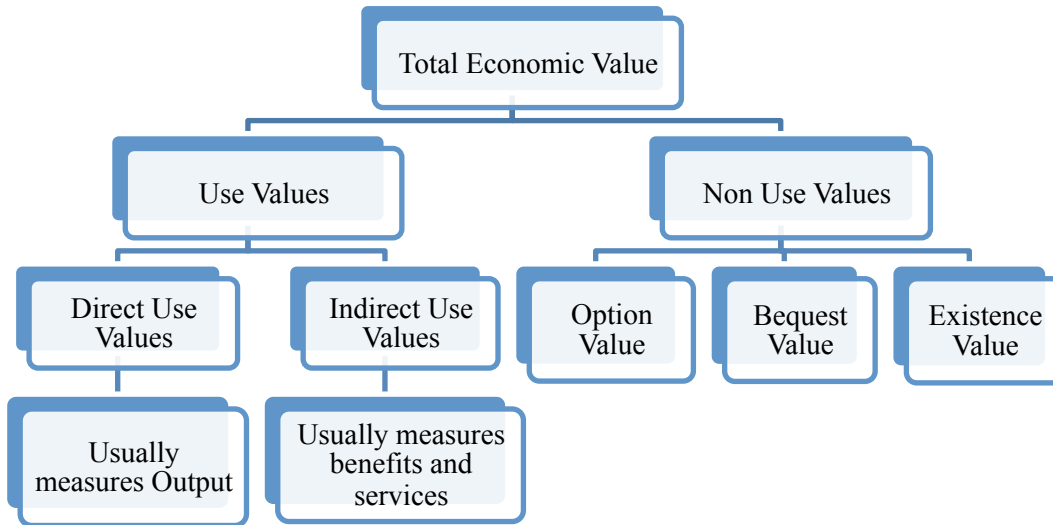 Total Economic Value
Use Values
Non Use Values
Direct Use
Values
Indirect Use
Values
Option
Value
Bequest
Value
Existence
Value
Usually
measures Output
Usually measures
benefits and
services